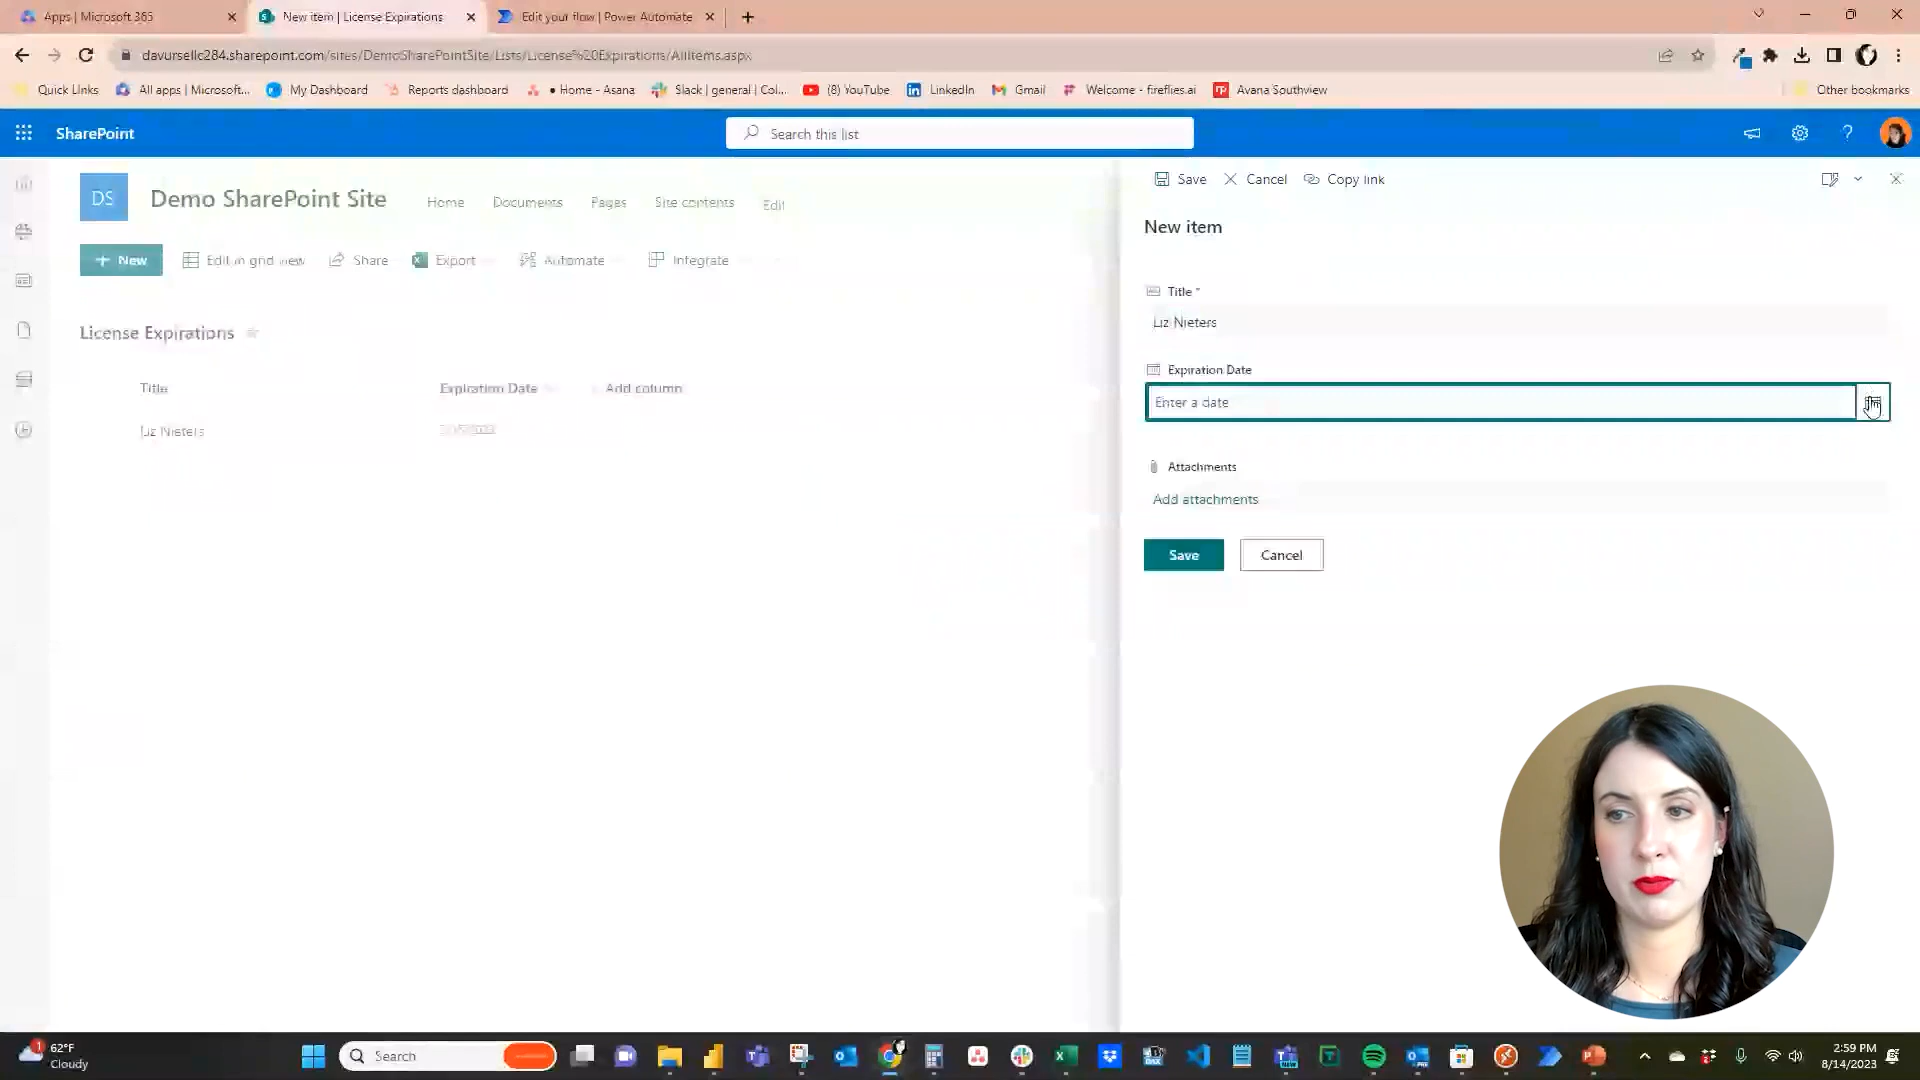 Apps | Microsoft 365
New item | License Expirations
Edit your flow | Power Automate
davursellc284.sharepoint.com/sites/DemoSharePointSite/Lists/License%20Expirations/AllItems.aspx
Quick Links
All apps | Microsoft...
My Dashboard
Reports dashboard
• Home - Asana
Slack | general | Col...
(8) YouTube
LinkedIn
Gmail
Welcome - fireflies.ai
Avana Southview
Other bookmarks
SharePoint
Search this list
DS
Demo SharePoint Site
Home
Documents
Pages
Site contents
Edit
+ New
Edit in grid view
Share
Export
Automate
Integrate
License Expirations
Title
Expiration Date
Add column
Liz Nieters
Save
Cancel
Copy link
New item
Title *
Liz Nieters
Expiration Date
Enter a date
Attachments
Add attachments
Save
Cancel
1
62°F
Cloudy
Search
2:59 PM
8/14/2023